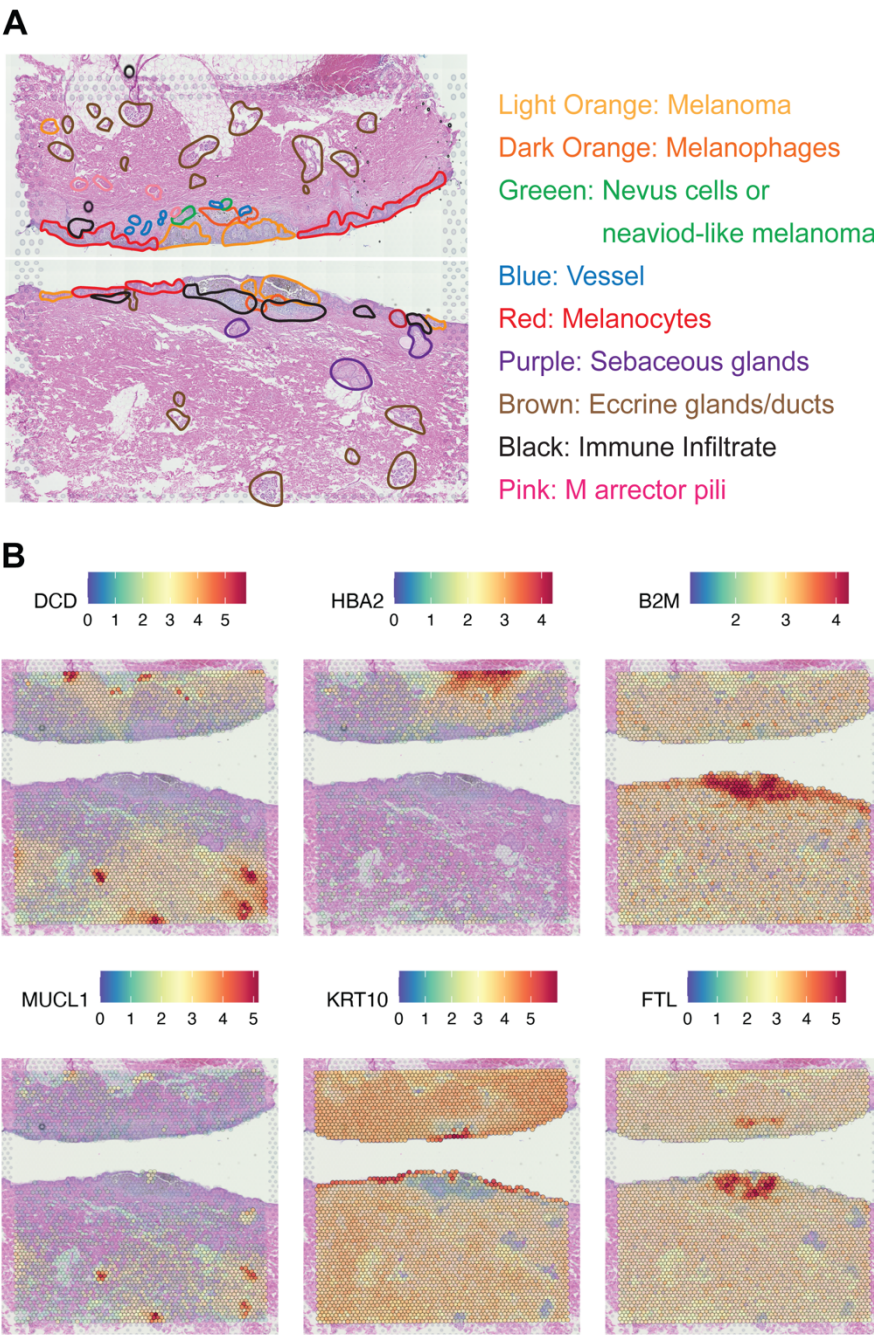 A
Light Orange: Melanoma
Dark Orange: Melanophages
Greeen: Nevus cells or
neaviod-like melanoma
Blue: Vessel
Red: Melanocytes
Purple: Sebaceous glands
Brown: Eccrine glands/ducts
Black: Immune Infiltrate
Pink: M arrector pili
B
DCD
0 1 2 3 4 5
HBA2
0 1 2 3 4
B2M
2 3 4
MUCL1
0 1 2 3 4 5
KRT10
0 1 2 3 4 5
FTL
0 1 2 3 4 5